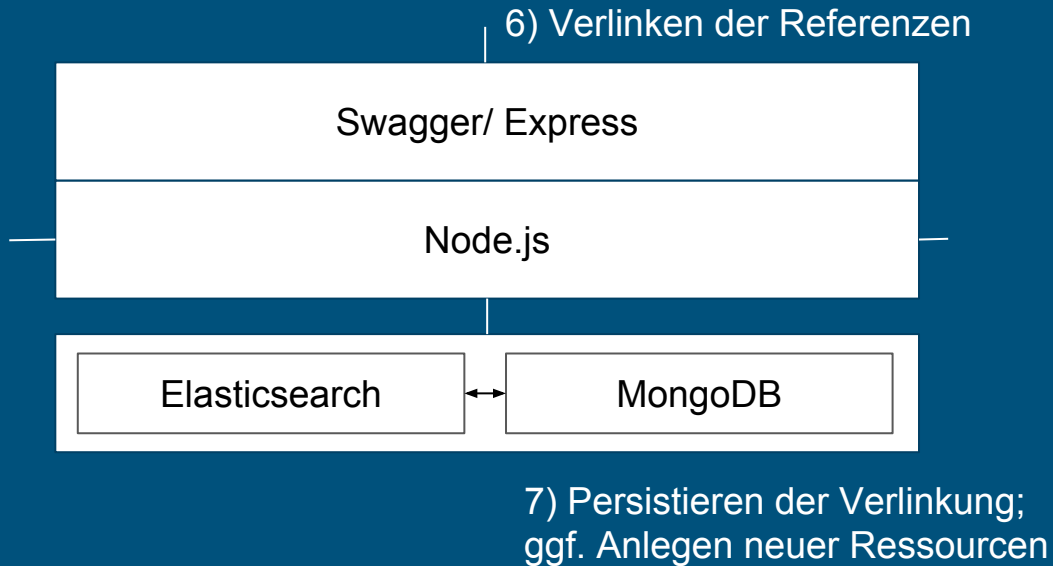 6) Verlinken der Referenzen
Swagger/ Express
Node.js
Elasticsearch
MongoDB
7) Persistieren der Verlinkung;
ggf. Anlegen neuer Ressourcen